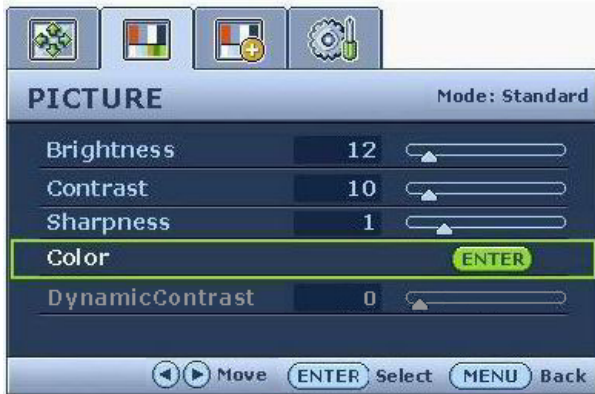 PICTURE Mode: Standard
Brightness 12
Contrast 10
Sharpness 1
Color ENTER
DynamicContrast 0
Move ENTER Select MENU Back